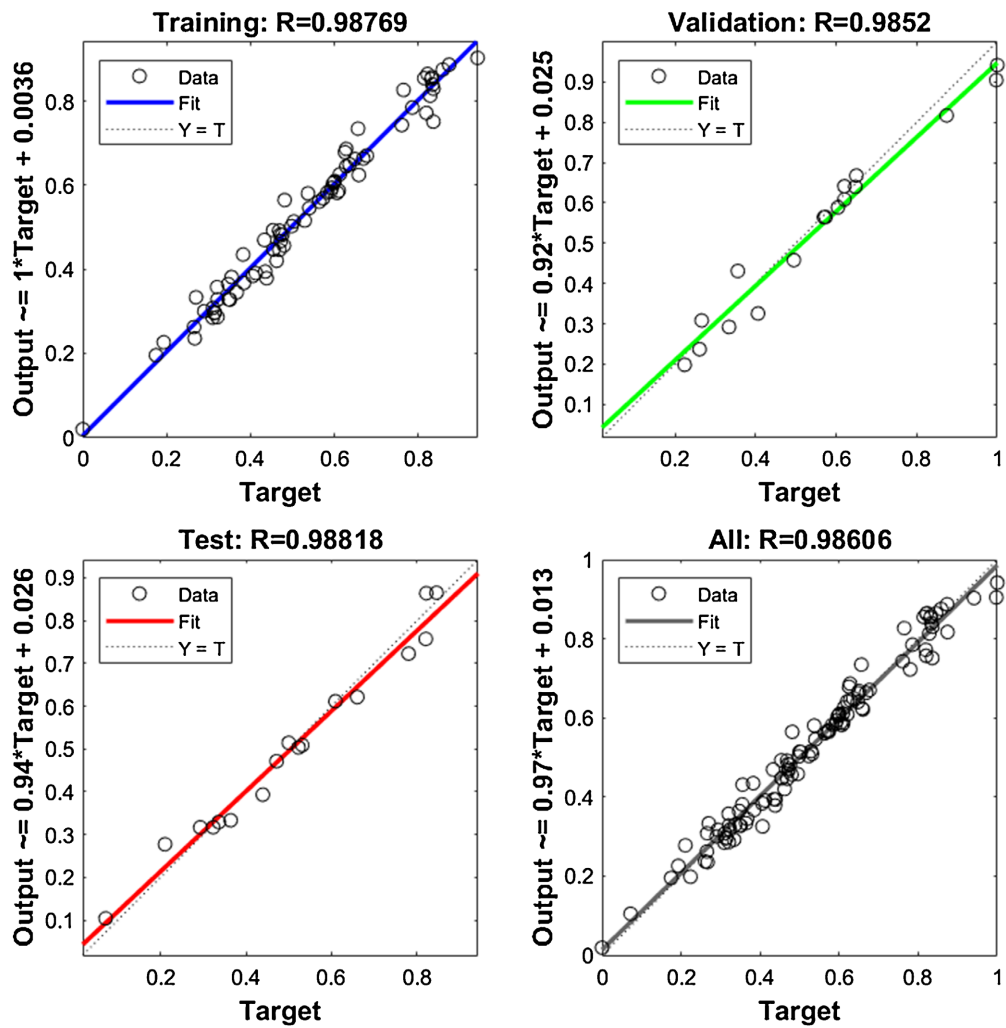 Training: R=0.98769
Output ~= 1*Target + 0.0036
Data
Fit
Y = T
0.8
0.6
0.4
0.2
0
0 0.2 0.4 0.6 0.8
Target
Validation: R=0.9852
Output ~= 0.92*Target + 0.025
Data
Fit
Y = T
0.9
0.8
0.7
0.6
0.5
0.4
0.3
0.2
0.1
0.2 0.4 0.6 0.8 1
Target
Test: R=0.98818
Output ~= 0.94*Target + 0.026
Data
Fit
Y = T
0.9
0.8
0.7
0.6
0.5
0.4
0.3
0.2
0.1
0.2 0.4 0.6 0.8
Target
All: R=0.98606
Output ~= 0.97*Target + 0.013
Data
Fit
Y = T
1
0.8
0.6
0.4
0.2
0
0 0.2 0.4 0.6 0.8 1
Target